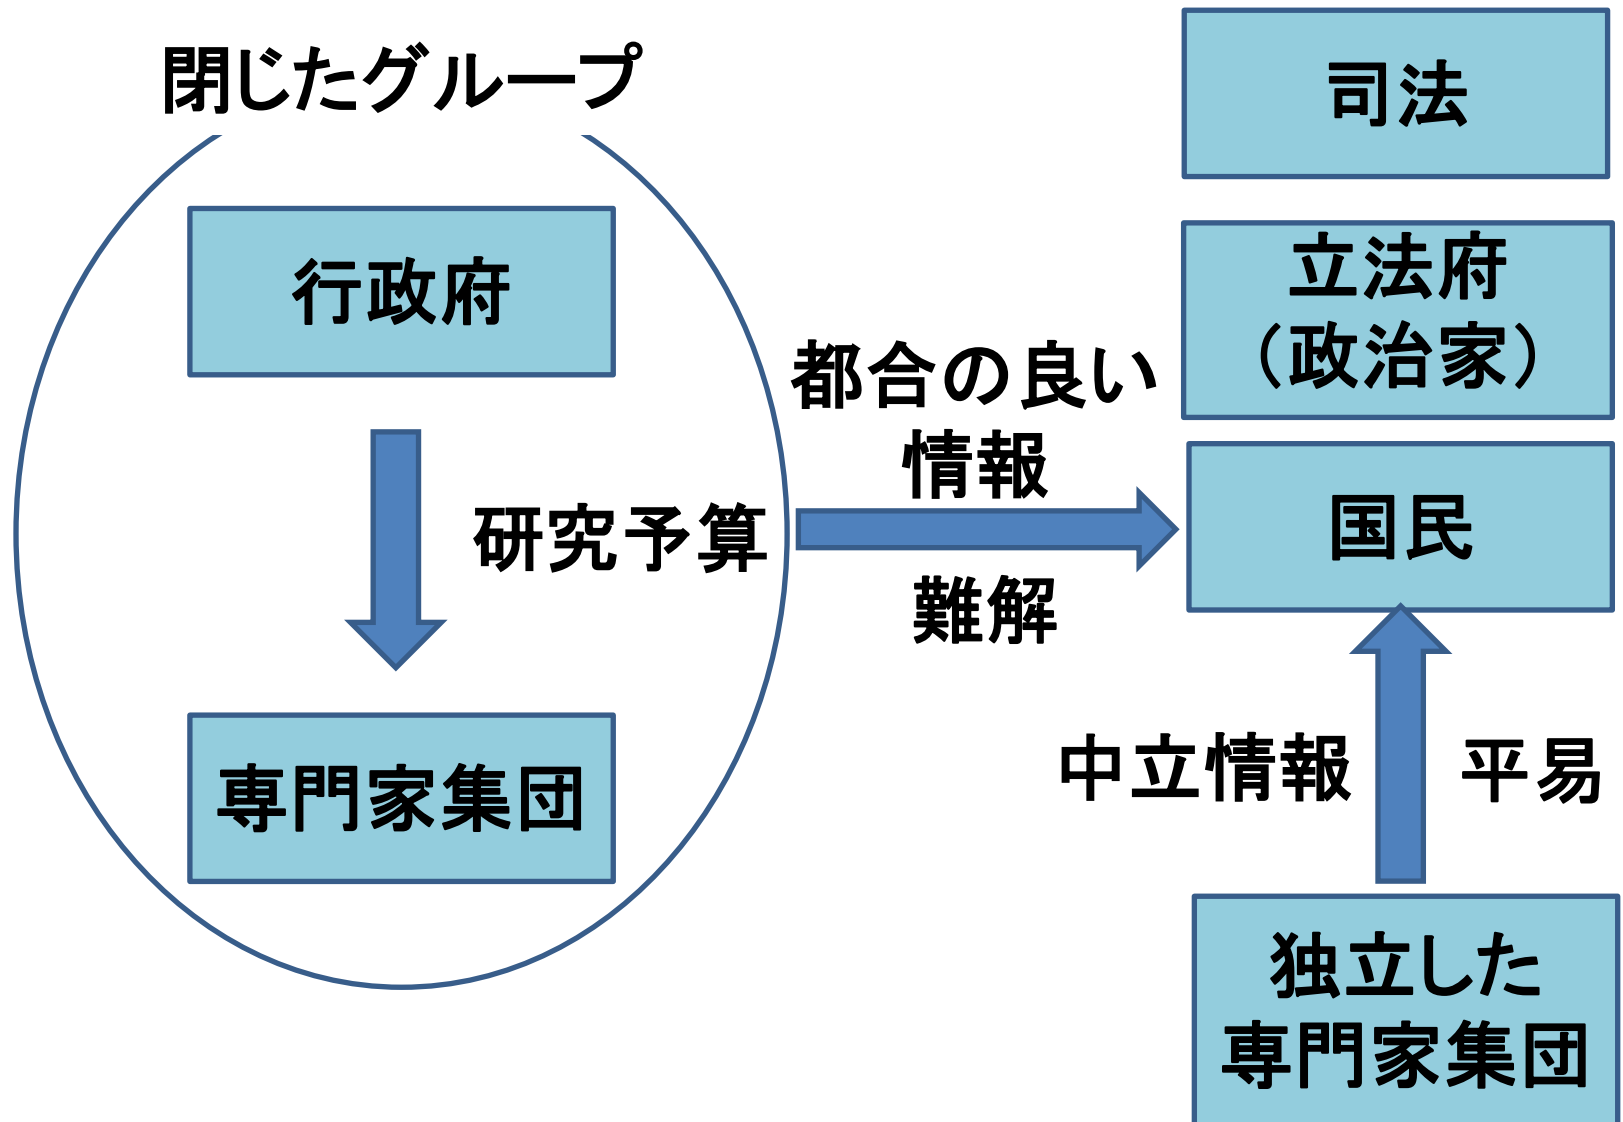 閉じたグループ
行政府
研究予算
専門家集団
都合の良い
情報
難解
司法
立法府
（政治家）
国民
中立情報
平易
独立した
専門家集団